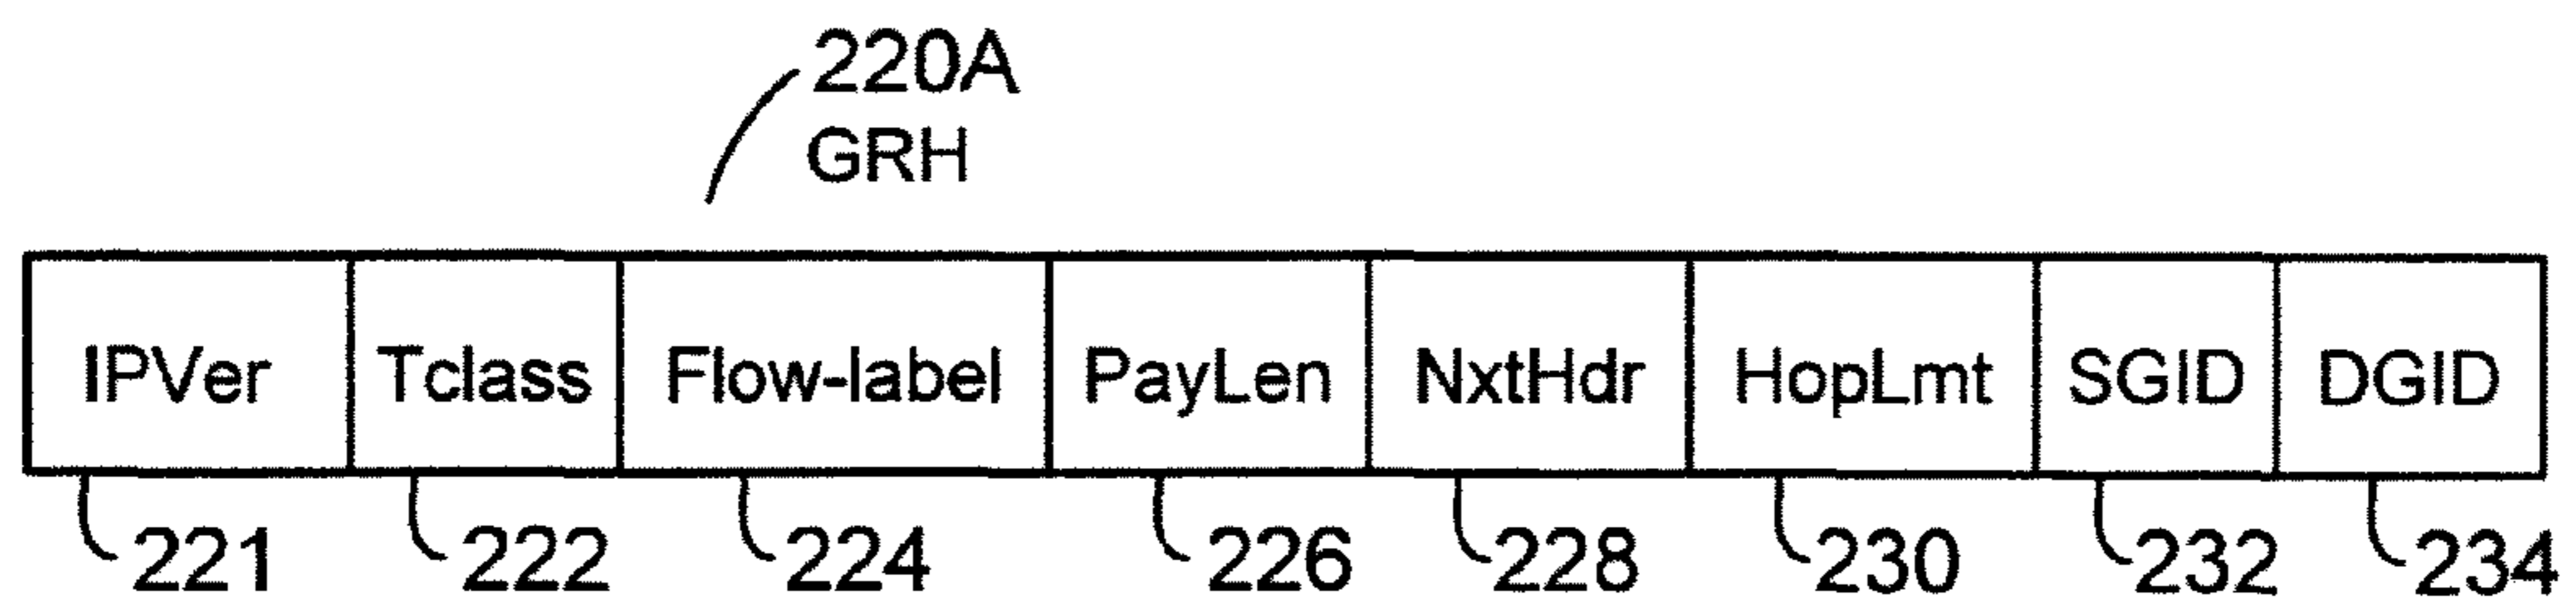 220A
GRH
IPVer Tclass Flow-label PayLen NxtHdr HopLmt SGID DGID
221 222 224 226 228 230 232 234